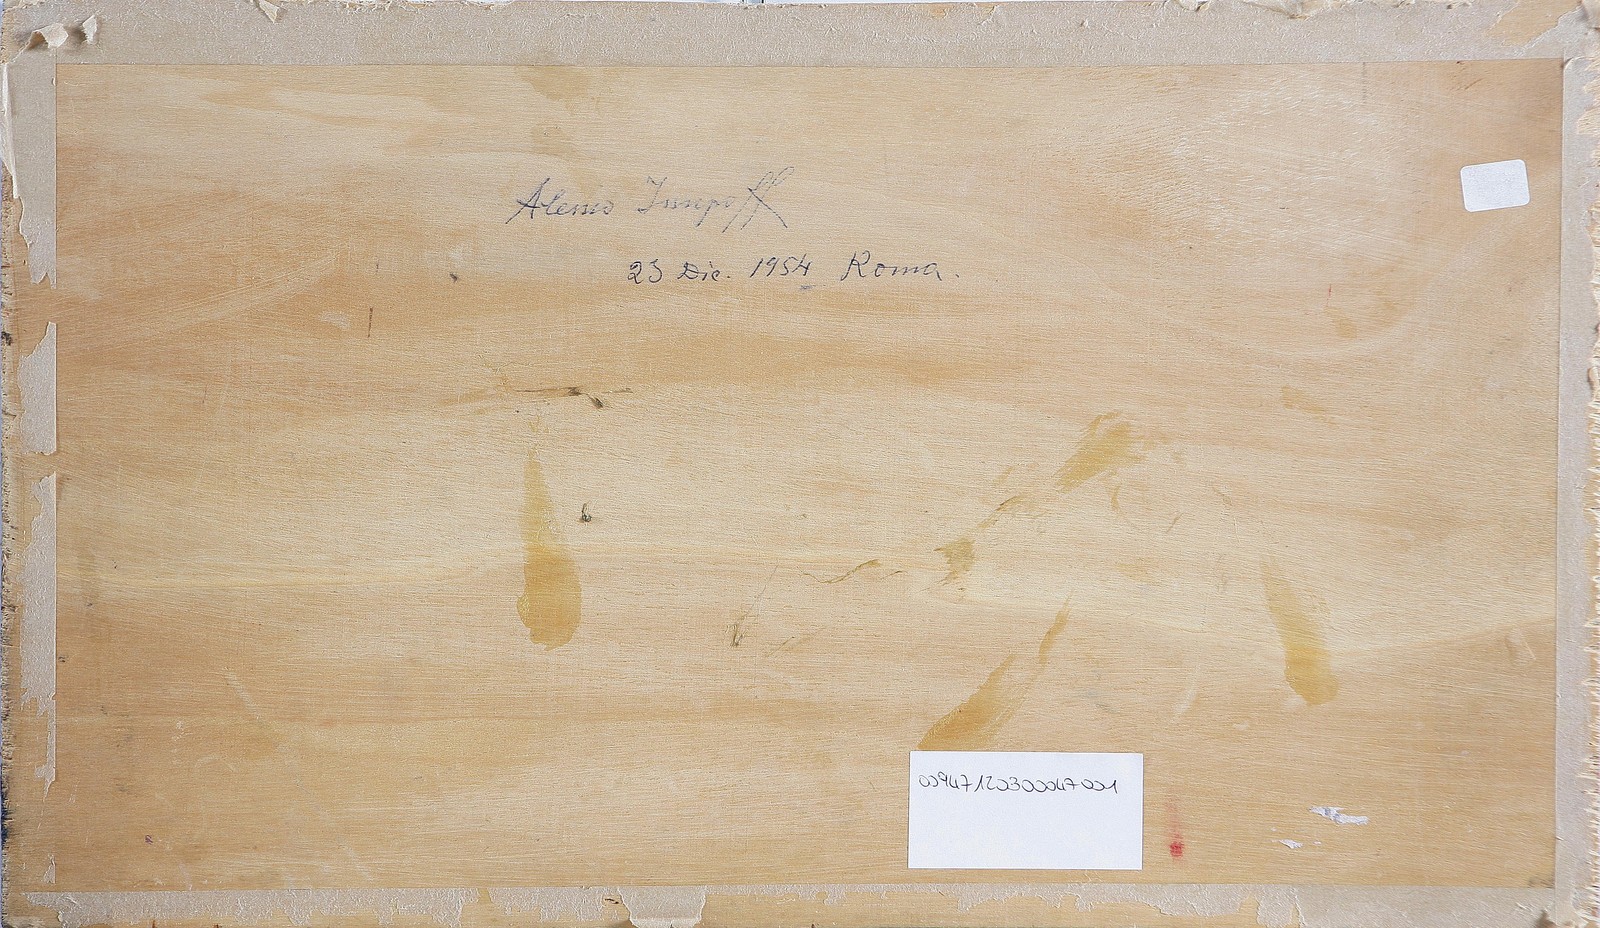 Alessio Issupoff
23 Dic. 1954 Roma.
00947120300047001